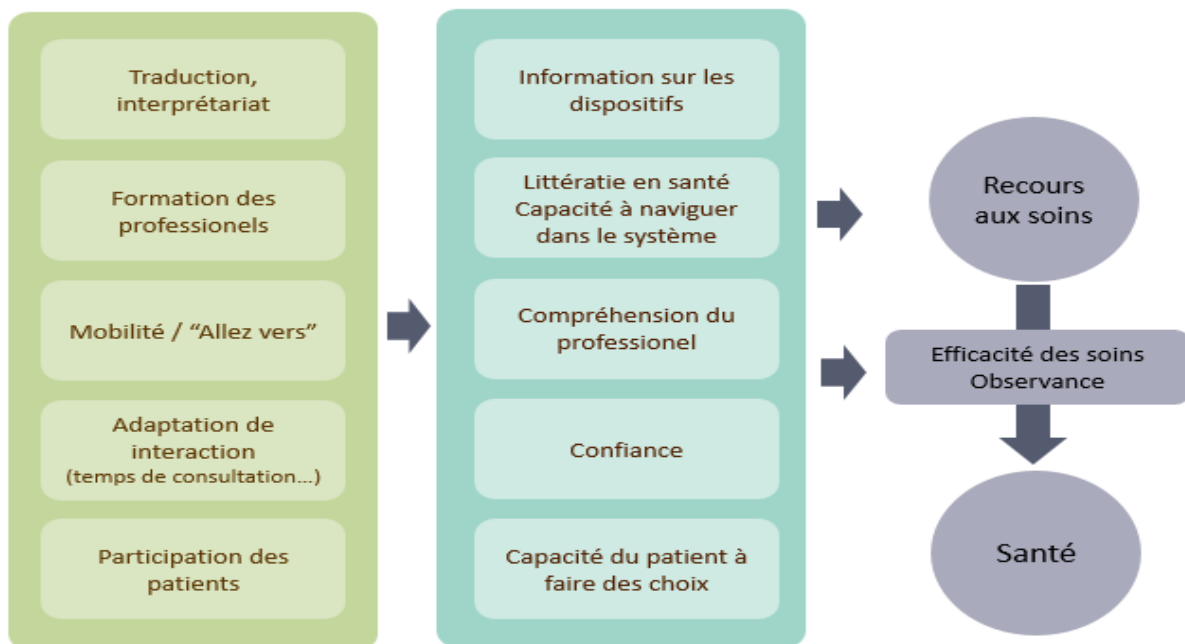 Traduction,
interprétariat
Formation des
professionels
Mobilité / “Allez vers”
Adaptation de
interaction
(temps de consultation...)
Participation des
patients
Information sur les
dispositifs
Littératie en santé
Capacité à naviguer
dans le système
Compréhension du
professionel
Confiance
Capacité du patient à
faire des choix
Recours
aux soins
Efficacité des soins
Observance
Santé